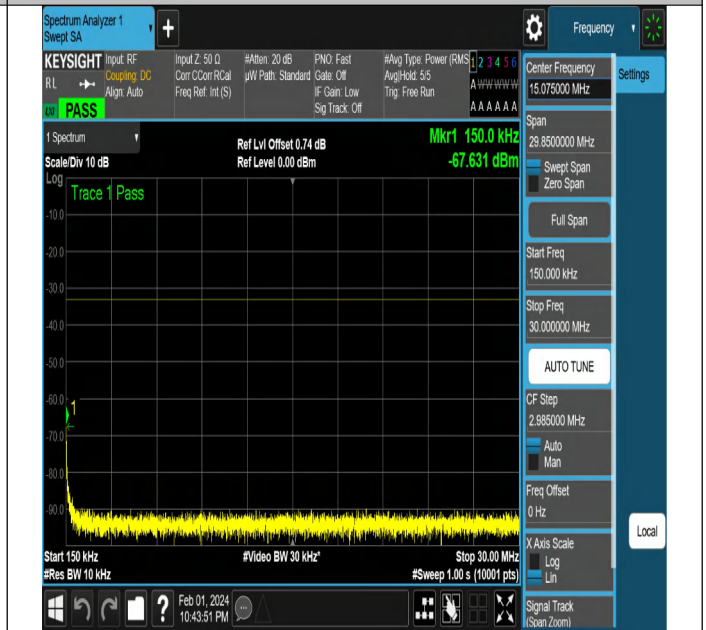 Spectrum Analyzer 1
Swept SA
Frequency
KEYSIGHT
RL
PASS
Input: RF
Coupling: DC
Align: Auto
Input Z: 50 Ω
Corr CCorr RCal
Freq Ref: Int (S)
#Atten: 20 dB
µW Path: Standard
PNO: Fast
Gate: Off
IF Gain: Low
Sig Track: Off
#Avg Type: Power (RMS
Avg|Hold: 5/5
Trig: Free Run
1 2 3 4 5 6
A W W W W W
A A A A A A
1 Spectrum
Scale/Div 10 dB
Ref Lvl Offset 0.74 dB
Ref Level 0.00 dBm
Mkr1 150.0 kHz
-67.631 dBm
Log
Trace 1 Pass
-10.0
-20.0
-30.0
-40.0
-50.0
-60.0
-70.0
-80.0
-90.0
1
Start 150 kHz
#Res BW 10 kHz
#Video BW 30 kHz*
Stop 30.00 MHz
#Sweep 1.00 s (10001 pts)
Feb 01, 2024
10:43:51 PM
Center Frequency
15.075000 MHz
Settings
Span
29.8500000 MHz
Swept Span
Zero Span
Full Span
Start Freq
150.000 kHz
Stop Freq
30.000000 MHz
AUTO TUNE
CF Step
2.985000 MHz
Auto
Man
Freq Offset
0 Hz
X Axis Scale
Log
Lin
Local
Signal Track
(Span Zoom)